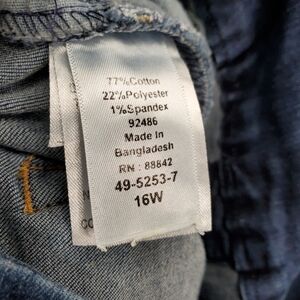 77%Cotton
22%Polyester
1%Spandex
92486
Made In
Bangladesh
RN : 88842
49-5253-7
16W